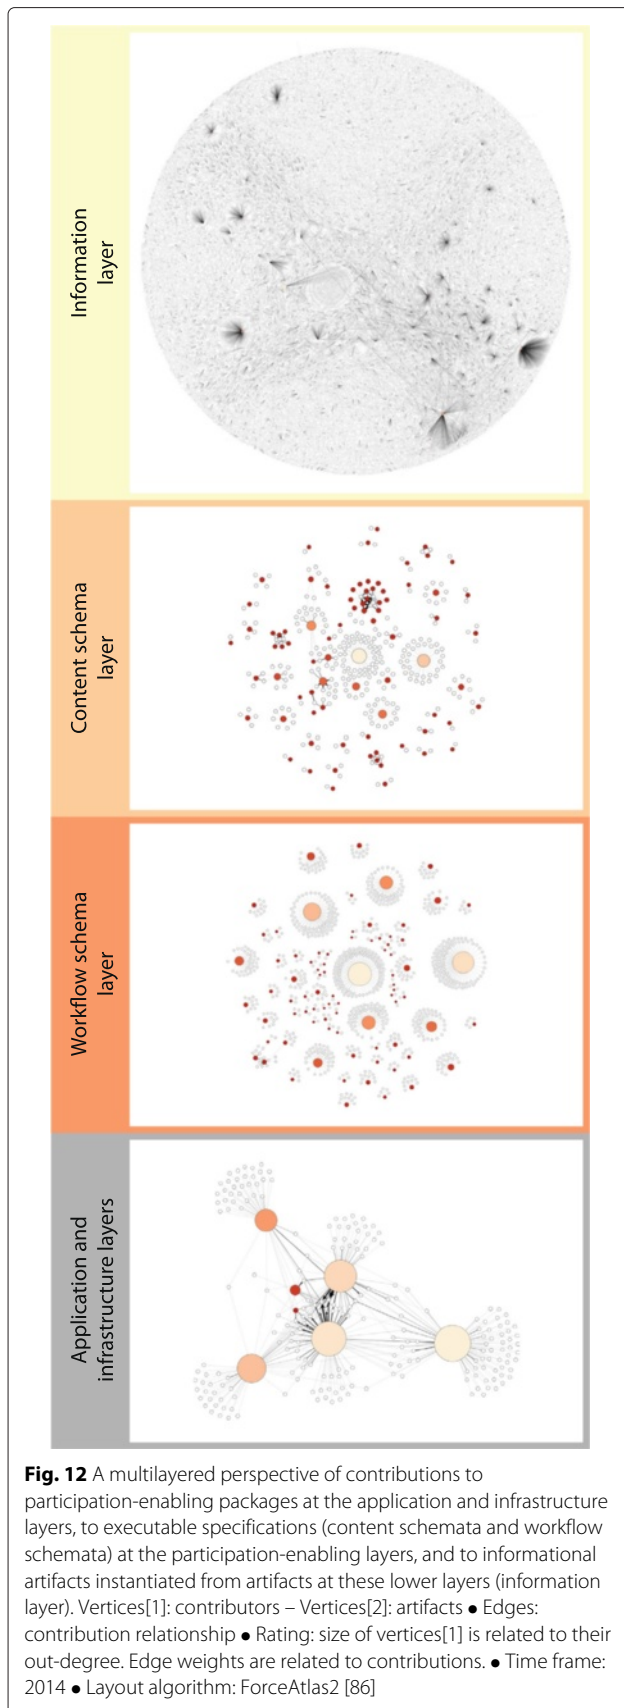 Information
layer
Content schema
layer
Workflow schema
layer
Application and
infrastructure layers
Fig. 12 A multilayered perspective of contributions to
participation-enabling packages at the application and infrastructure
layers, to executable specifications (content schemata and workflow
schemata) at the participation-enabling layers, and to informational
artifacts instantiated from artifacts at these lower layers (information
layer). Vertices[1]: contributors – Vertices[2]: artifacts ● Edges:
contribution relationship ● Rating: size of vertices[1] is related to their
out-degree. Edge weights are related to contributions. ● Time frame:
2014 ● Layout algorithm: ForceAtlas2 [86]